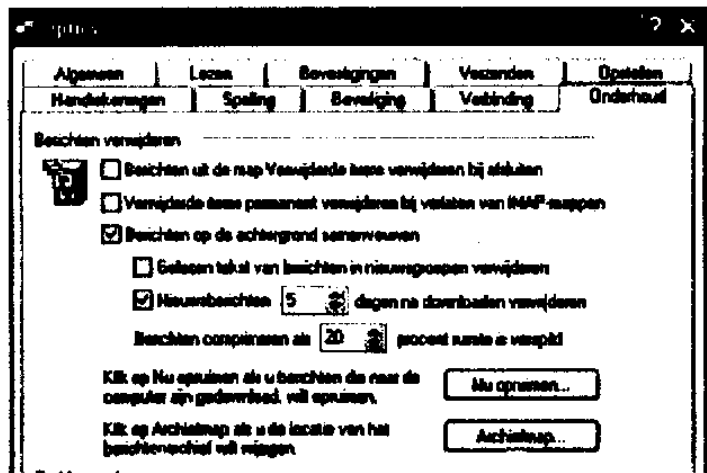 Opties
Algemeen Lezen Bevestigingen Verzenden Opstellen
Handtekeningen Spelling Beveiliging Verbinding Onderhoud
Berichten verwijderen
Berichten uit de map Verwijderde items verwijderen bij afsluiten
Verwijderde items permanent verwijderen bij verlaten van IMAP-mappen
Berichten op de achtergrond samenvouwen
Gelezen tekst van berichten in nieuwsgroepen verwijderen
Nieuwsberichten 5 dagen na downloaden verwijderen
Berichten comprimeren als 20 procent ruimte is verspild
Klik op Nu opruimen als u berichten die naar de
computer zijn gedownload, wilt opruimen.
Nu opruimen...
Klik op Archiefmap als u de locatie van het
berichtenarchief wilt wijzigen.
Archiefmap...